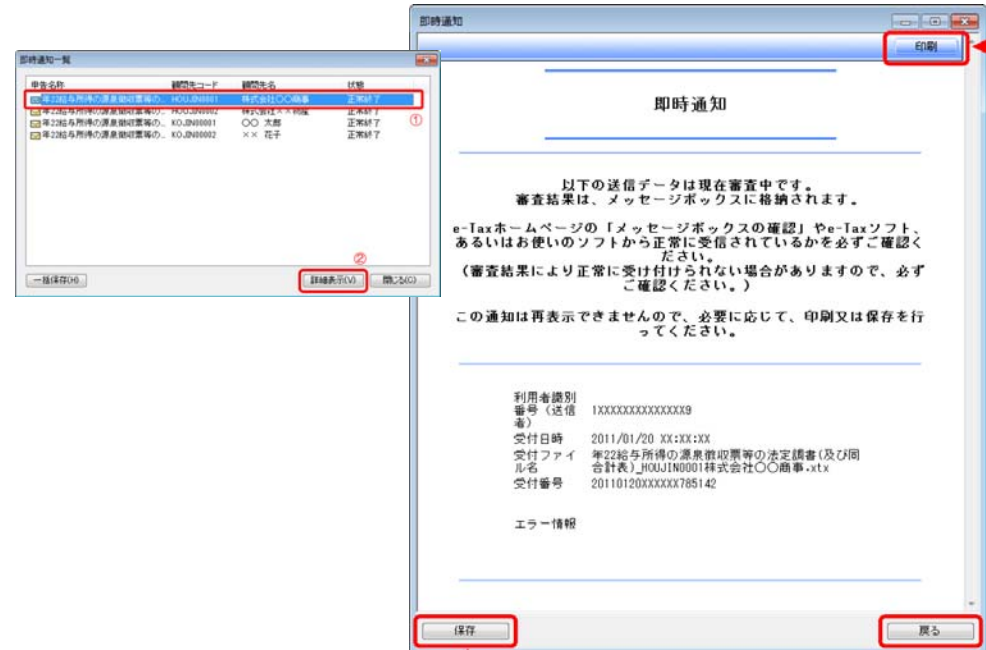 即時通知
印刷
即時通知一覧
申告名称 顧問先コード 顧問先名 状態
年22給与所得の源泉徴収票等の… HOUJIN0001 株式会社〇〇商事 正常終了
年22給与所得の源泉徴収票等の… HOUJIN0002 株式会社×× 正常終了
年22給与所得の源泉徴収票等の… KOJIN00001 〇〇 太郎 正常終了
年22給与所得の源泉徴収票等の… KOJIN00002 ×× 花子 正常終了
①
②
一括保存(H) 詳細表示(V) 閉じる(C)
即時通知
以下の送信データは現在審査中です。
審査結果は、メッセージボックスに格納されます。
e-Taxホームページの「メッセージボックスの確認」やe-Taxソフト、
あるいはお使いのソフトから正常に受信されているかを必ずご確認く
ださい。
(審査結果により正常に受け付けられない場合がありますので、必ず
ご確認ください。)
この通知は再表示できませんので、必要に応じて、印刷又は保存を行
ってください。
利用者識別
番号(送信 1XXXXXXXXXXXXXX9
者)
受付日時 2011/01/20 XX:XX:XX
受付ファイ 年22給与所得の源泉徴収票等の法定調書(及び同
ル名 合計表)_HOUJIN0001株式会社〇〇商事.xtx
受付番号 20110120XXXXXX785142
エラー情報
保存 戻る